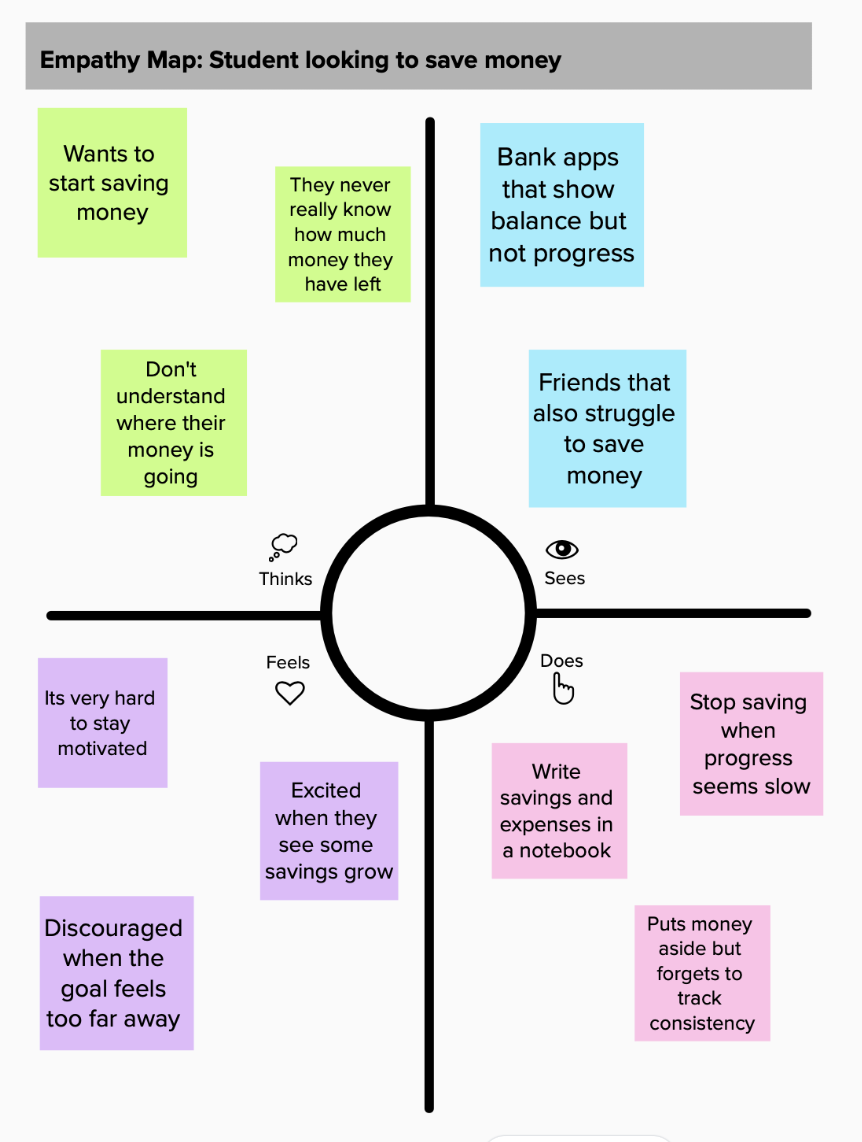 Empathy Map: Student looking to save money
Wants to
start saving
money
They never
really know
how much
money they
have left
Don't
understand
where their
money is
going
Thinks
Bank apps
that show
balance but
not progress
Friends that
also struggle
to save
money
Sees
Feels
Its very hard
to stay
motivated
Excited
when they
see some
savings grow
Discouraged
when the
goal feels
too far away
Does
Stop saving
when
progress
seems slow
Write
savings and
expenses in
a notebook
Puts money
aside but
forgets to
track
consistency